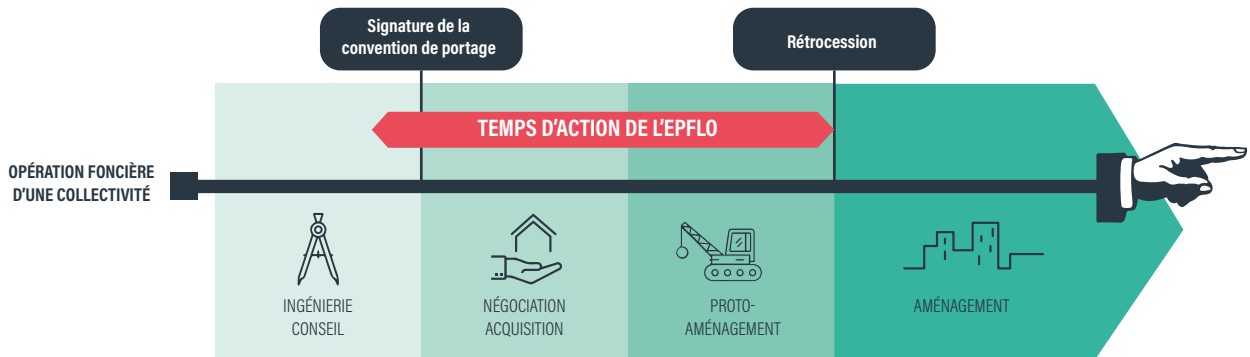 Signature de la
convention de portage
Rétrocession
TEMPS D'ACTION DE L'EPFLO
OPÉRATION FONCIÈRE
D'UNE COLLECTIVITÉ
INGÉNIERIE
CONSEIL
NÉGOCIATION
ACQUISITION
PROTO-
AMÉNAGEMENT
AMÉNAGEMENT